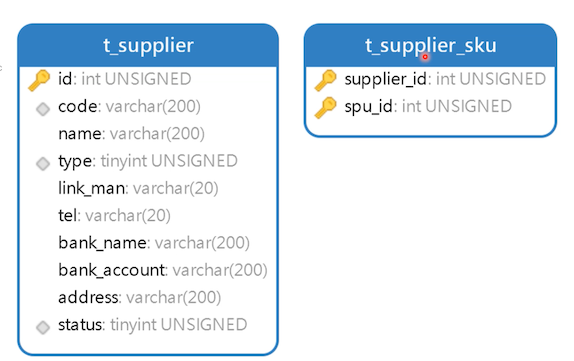 t_supplier
id: int UNSIGNED
code: varchar(200)
name: varchar(200)
type: tinyint UNSIGNED
link_man: varchar(20)
tel: varchar(20)
bank_name: varchar(200)
bank_account: varchar(200)
address: varchar(200)
status: tinyint UNSIGNED
t_supplier_sku
supplier_id: int UNSIGNED
spu_id: int UNSIGNED